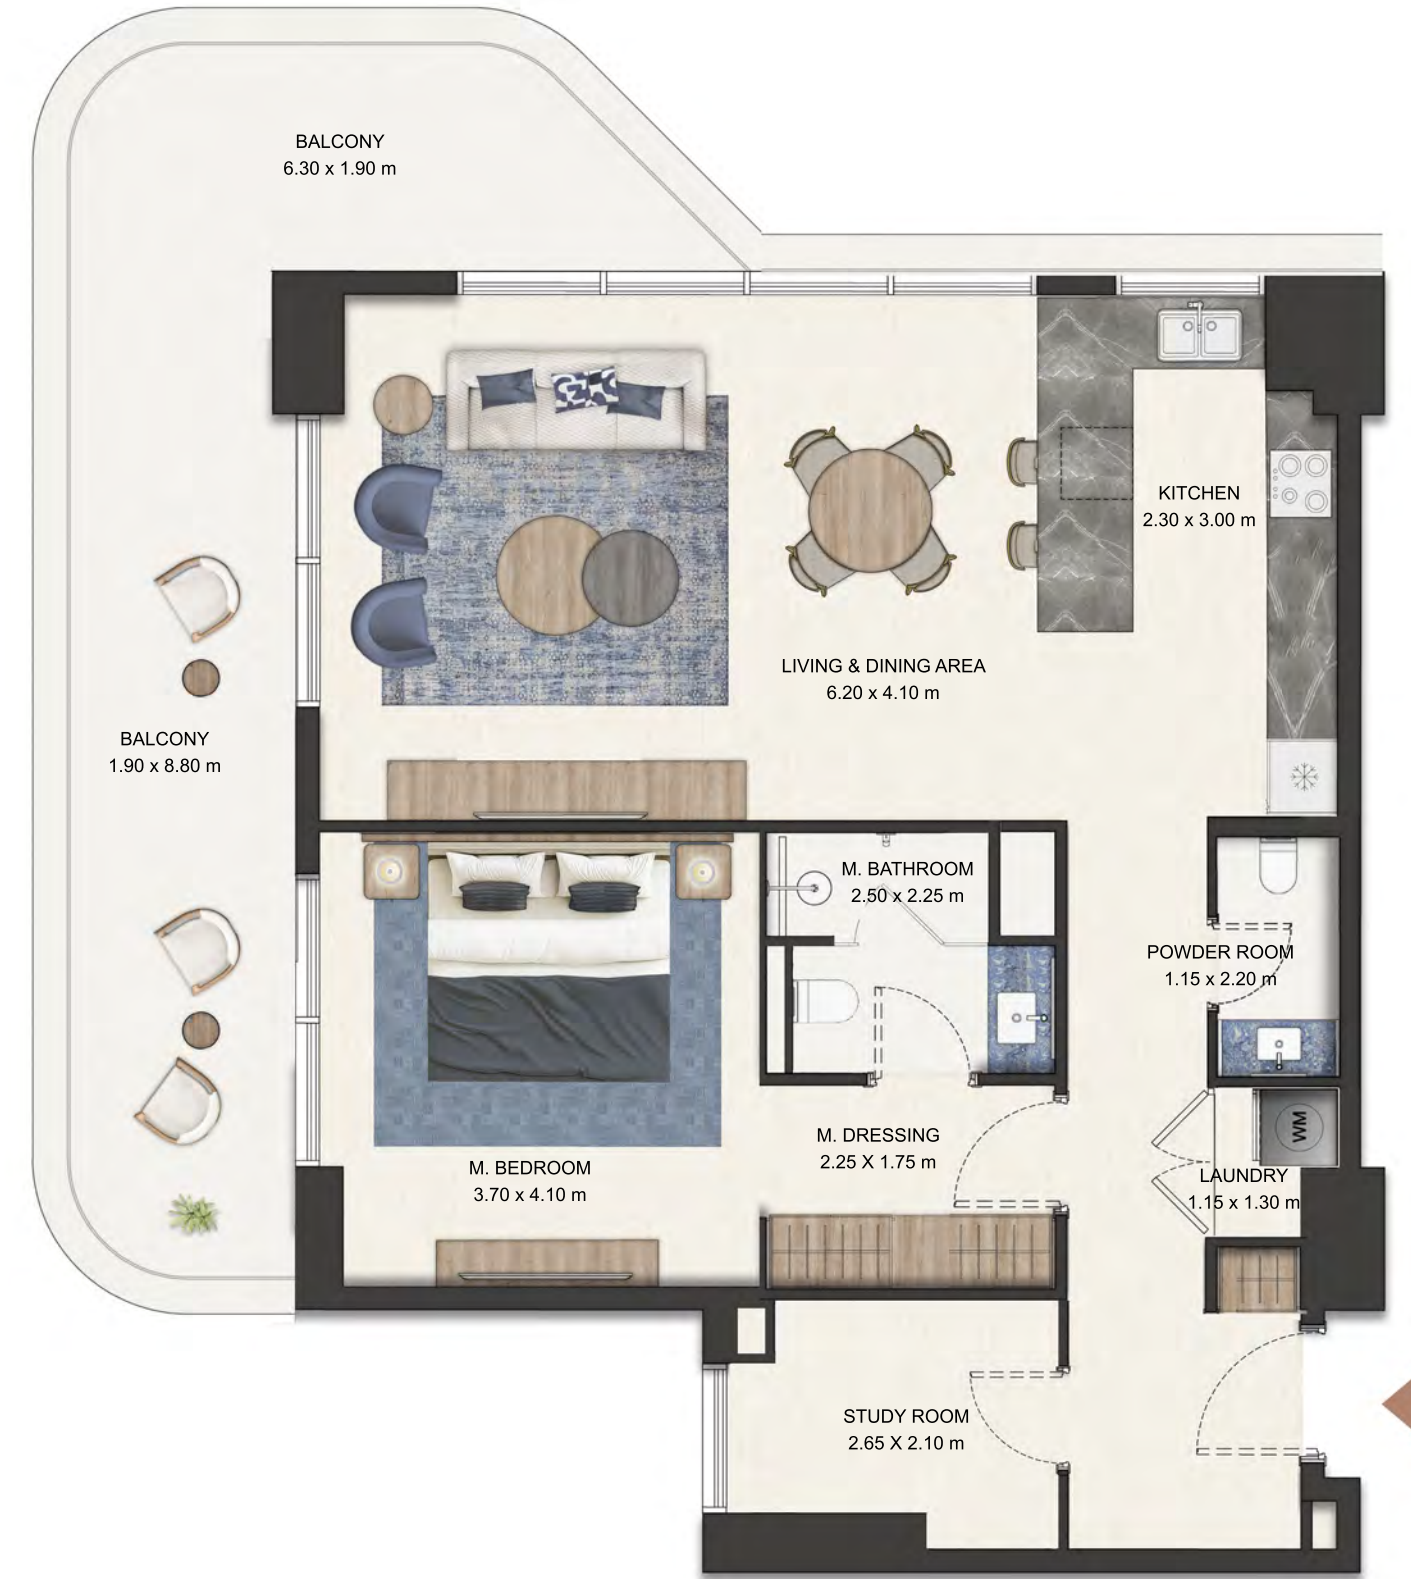 BALCONY
6.30 x 1.90 m
KITCHEN
2.30 x 3.00 m
LIVING & DINING AREA
6.20 x 4.10 m
BALCONY
1.90 x 8.80 m
M. BATHROOM
2.50 x 2.25 m
POWDER ROOM
1.15 x 2.20 m
WM
M. DRESSING
2.25 X 1.75 m
M. BEDROOM
3.70 x 4.10 m
LAUNDRY
1.15 x 1.30 m
STUDY ROOM
2.65 X 2.10 m